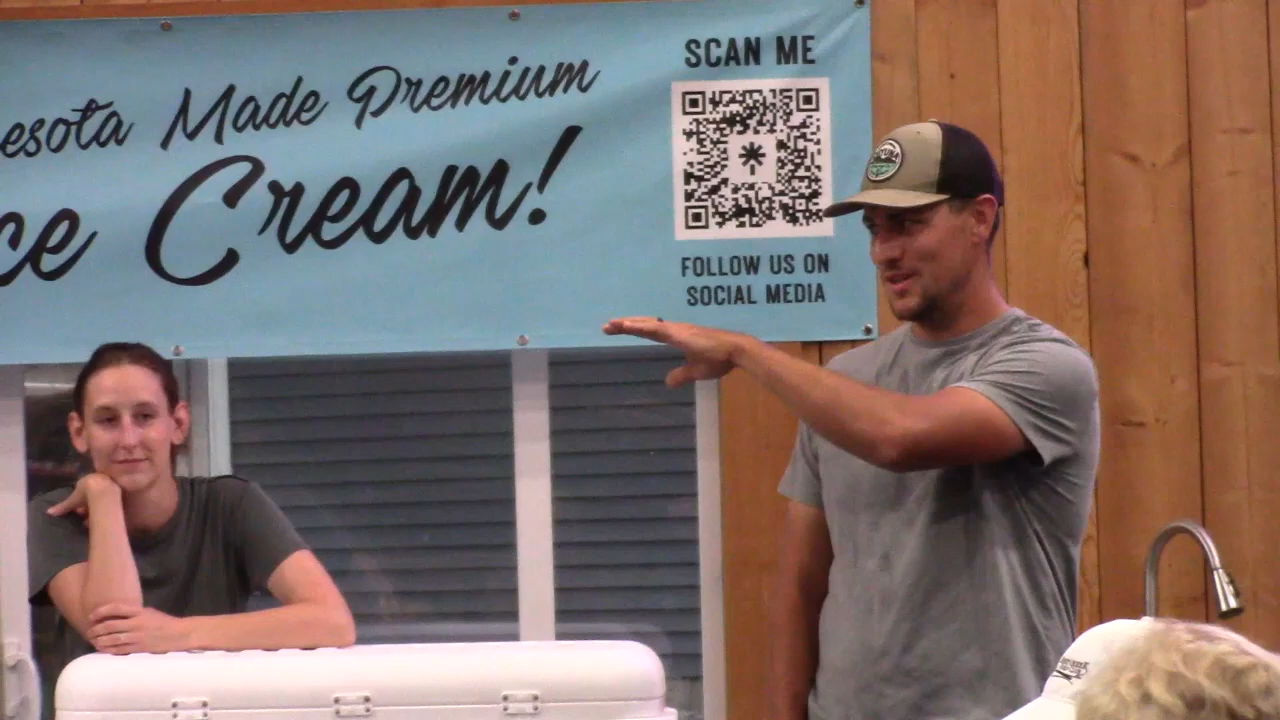 esota Made Premium
ce Cream!
SCAN ME
FOLLOW US ON
SOCIAL MEDIA